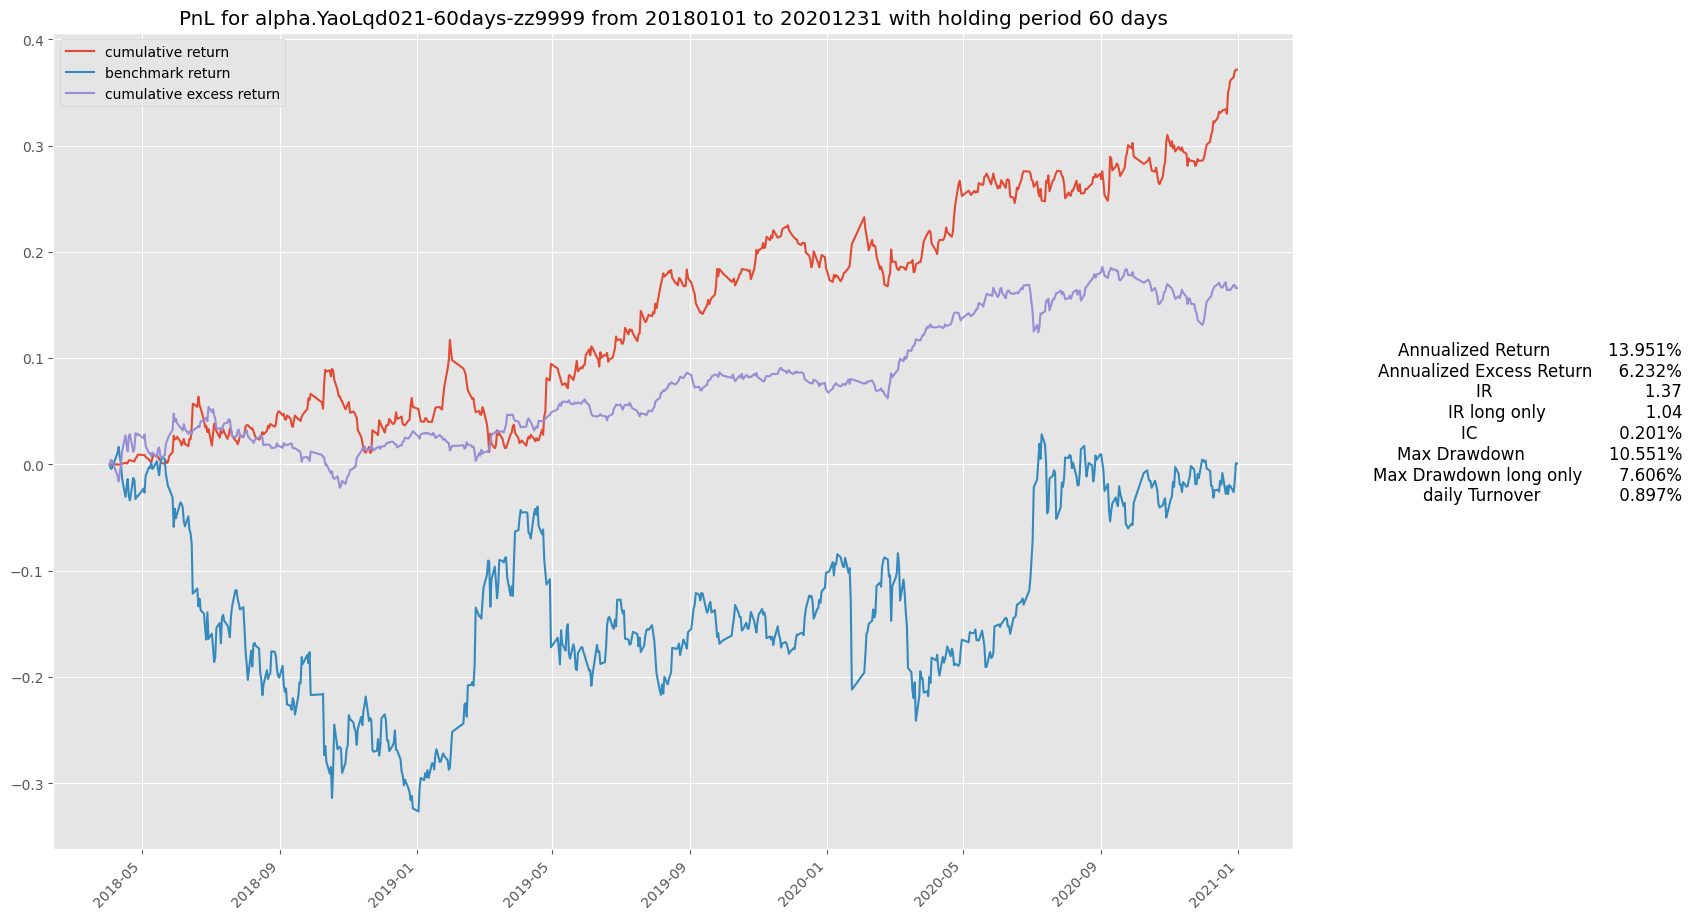 PnL for alpha.YaoLqd021-60days-zz9999 from 20180101 to 20201231 with holding period 60 days
cumulative return
benchmark return
cumulative excess return
0.4
0.3
0.2
0.1
0.0
−0.1
−0.2
−0.3
2018-05
2018-09
2019-01
2019-05
2019-09
2020-01
2020-05
2020-09
2021-01
Annualized Return 13.951%
Annualized Excess Return 6.232%
IR 1.37
IR long only 1.04
IC 0.201%
Max Drawdown 10.551%
Max Drawdown long only 7.606%
daily Turnover 0.897%